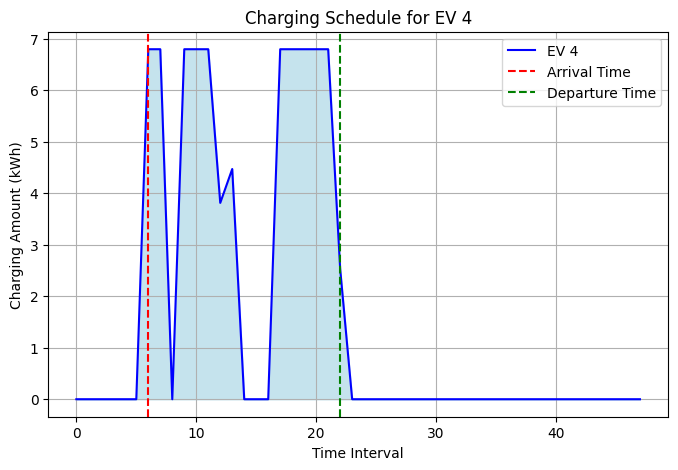 Charging Schedule for EV 4
EV 4
Arrival Time
Departure Time
Charging Amount (kWh)
7
6
5
4
3
2
1
0
0 10 20 30 40
Time Interval